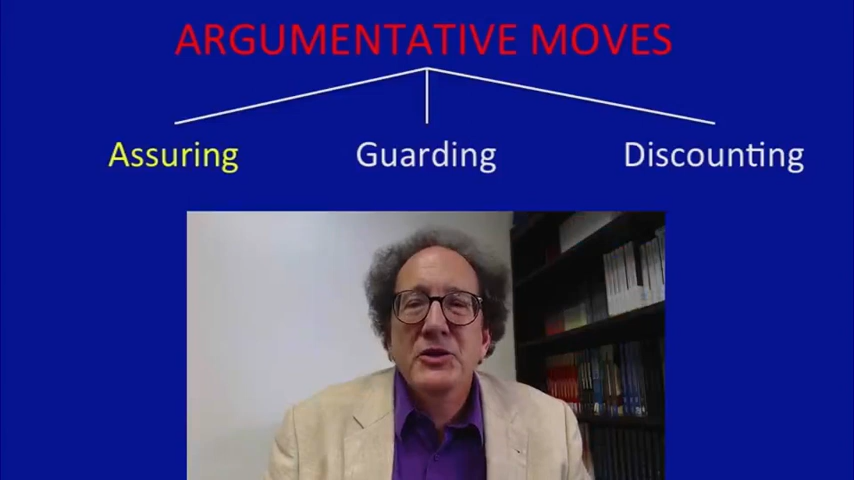 ARGUMENTATIVE MOVES
Assuring Guarding Discounting